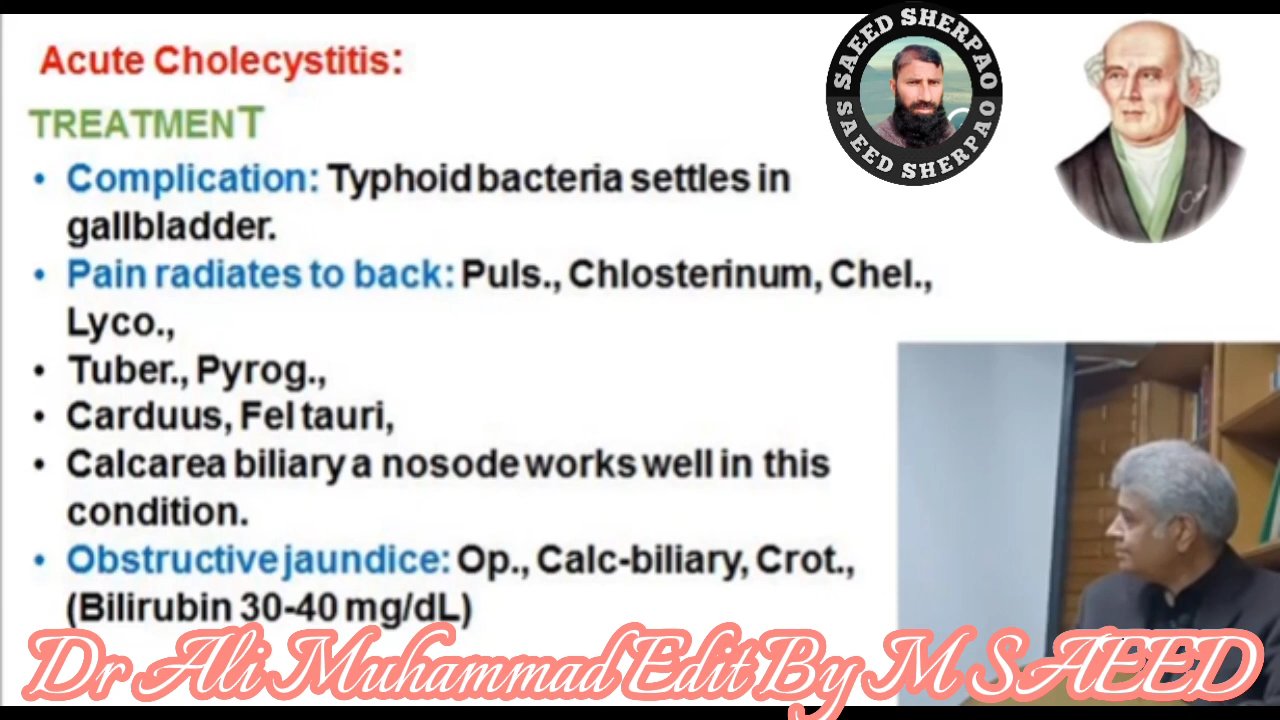 Acute Cholecystitis:
TREATMENT
• Complication: Typhoid bacteria settles in
gallbladder.
• Pain radiates to back: Puls., Chlosterinum, Chel.,
Lyco.,
• Tuber., Pyrog.,
• Carduus, Fel tauri,
• Calcarea biliary a nosode works well in this
condition.
• Obstructive jaundice: Op., Calc-biliary, Crot.,
(Bilirubin 30-40 mg/dL)
SAEED SHERPAO
SAEED SHERPAO
Dr Ali Muhammad Edit By M SAEED